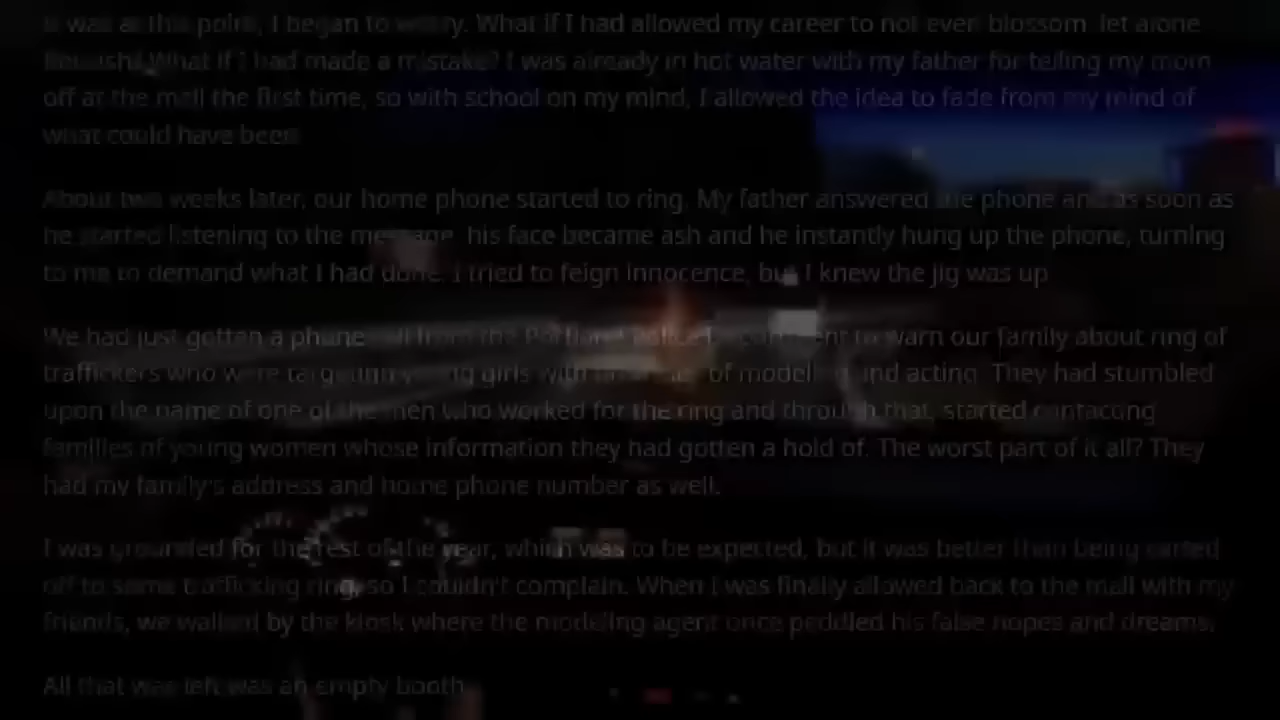 was at this point, I began to worry. What if I had allowed my career to not even blossom let alone
flourish? What if I had made a mistake? I was already in hot water with my father for telling my mom
off at the mall the first time, so with school on my mind, I allowed the idea to fade from my mind of
what could have been
About two weeks later, our home phone started to ring. My father answered the phone and as soon as
he started listening to the message his face became ash and he instantly hung up the phone, turning
to me to demand what I had done. I tried to feign innocence, but I knew the jig was up
We had just gotten a phone call from the Portland Police to warn our family about ring of
traffickers who were targeting young girls with of modeling and acting. They had stumbled
upon the name of one of the men who worked for the ring and through that, started contacting
families of young women whose information they had gotten a hold of. The worst part of it all? They
had my family's address and home phone number as well.
I was grounded for the rest of the year, which was to be expected, but it was better than being carted
off to some trafficking ring so I couldn't complain. When I was finally allowed back to the mall with my
friends, we walked by the kiosk where the modeling agent once peddled his false hopes and dreams.
All that was left was an empty booth